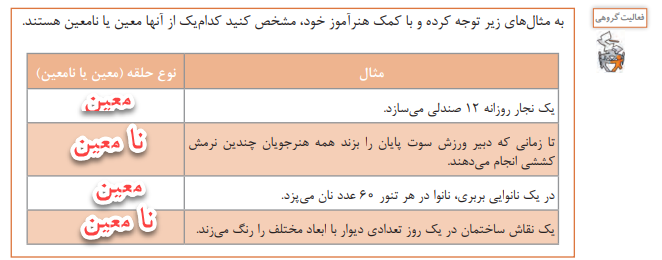 فعالیت گروهی
به مثال‌های زیر توجه کرده و با کمک هنرآموز خود، مشخص کنید کدام‌یک از آنها معین یا نامعین هستند.
مثال
نوع حلقه (معین یا نامعین)
یک نجار روزانه ۱۲ صندلی می‌سازد.
معین
تا زمانی که دبیر ورزش سوت پایان را بزند همه هنرجویان چندین نرمش
کششی انجام می‌دهند.
نا معین
در یک نانوایی بربری، نانوا در هر تنور ۶۰ عدد نان می‌پزد.
معین
یک نقاش ساختمان در یک روز تعدادی دیوار با ابعاد مختلف را رنگ می‌زند.
نا معین